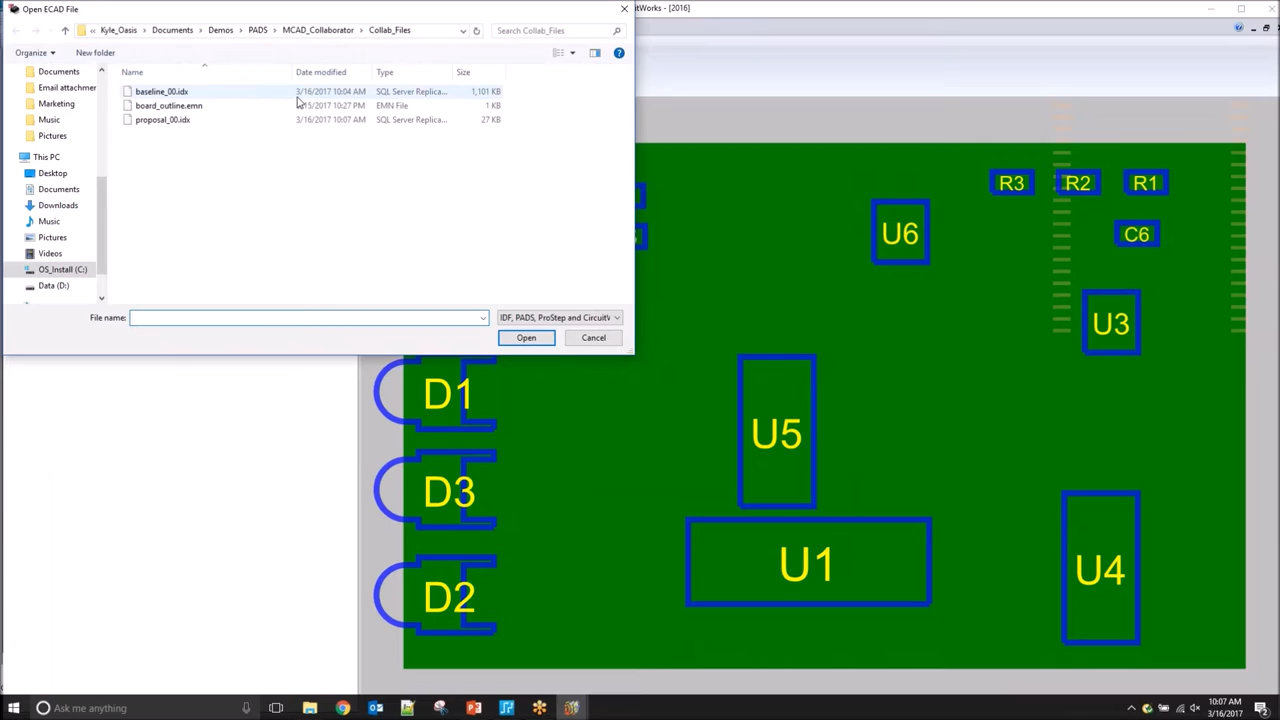 Open ECAD File
itWorks - [2016]
« Kyle_Oasis > Documents > Demos > PADS > MCAD_Collaborator > Collab_Files
Search Collab_Files
Organize
New folder
Documents
Email attachmer
Marketing
Music
Pictures
This PC
Desktop
Documents
Downloads
Music
Pictures
Videos
OS_Install (C:)
Data (D:)
Name Date modified Type Size
baseline_00.idx 3/16/2017 10:04 AM SQL Server Replica... 1,101 KB
board_outline.emn /15/2017 10:27 PM EMN File 1 KB
proposal_00.idx 3/16/2017 10:07 AM SQL Server Replica... 27 KB
File name:
IDF, PADS, ProStep and CircuitW
Open
Cancel
R3 R2 R1
U6
C6
U3
D1
U5
D3
U1
U4
D2
Ask me anything
10:07 AM
3/16/2017
2